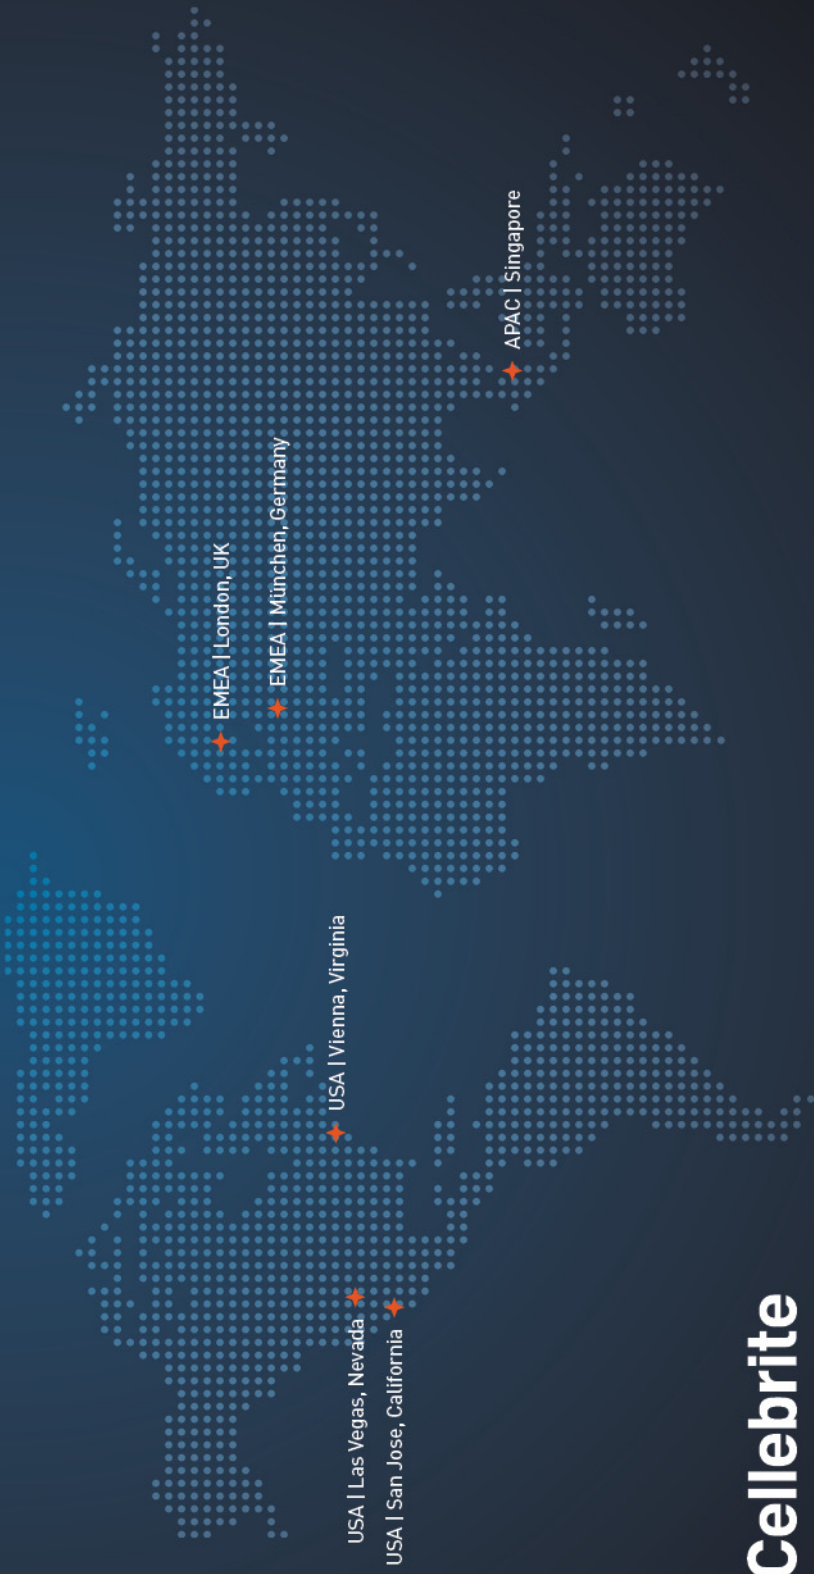 EMEA | London, UK
EMEA | München, Germany
USA | Vienna, Virginia
USA | Las Vegas, Nevada
USA | San Jose, California
APAC | Singapore
Cellebrite